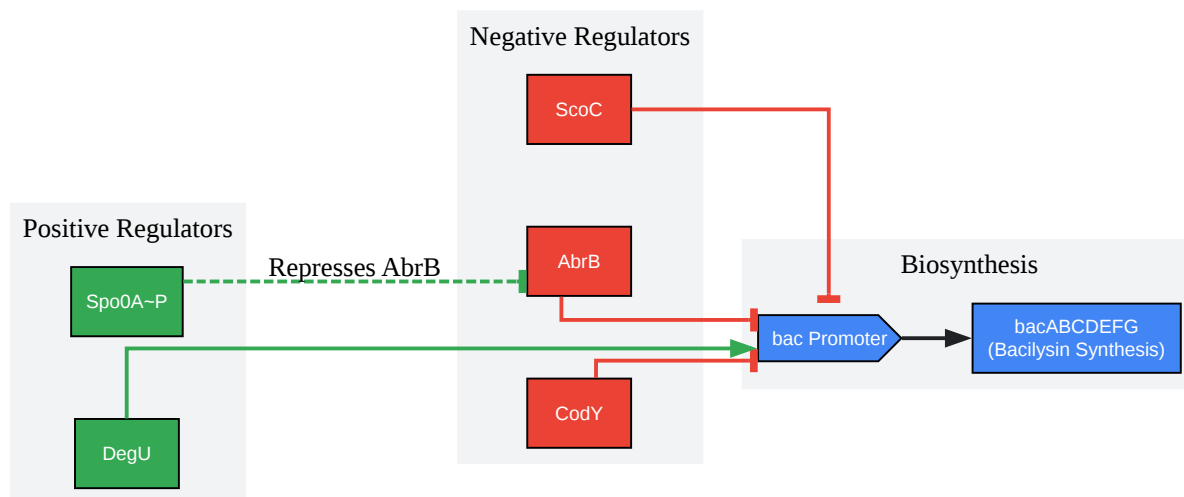 Negative Regulators
ScoC
Positive Regulators
Spo0A~P
Represses AbrB
AbrB
Biosynthesis
bac Promoter
bacABCDEFG
(Bacilysin Synthesis)
CodY
DegU